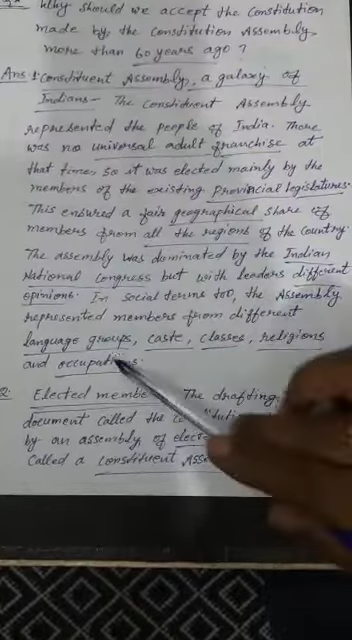 Why should we accept the Constitution
made by the Constitution Assembly
more than 60 years ago?
Ans 1: Constituent Assembly, a galaxy of
Indians - The Constituent Assembly
represented the people of India. There
was no universal adult franchise at
that time, so it was elected mainly by the
members of the existing Provincial legislatures.
This ensured a fair geographical share of
members from all the regions of the country.
The assembly was dominated by the Indian
National Congress but with leaders different
opinions. In social terms too, the Assembly
represented members from different
language groups, caste, classes, religions
and occupations.
2: Elected membe The drafting
document called the
by an assembly of elec
called a constituent Ass